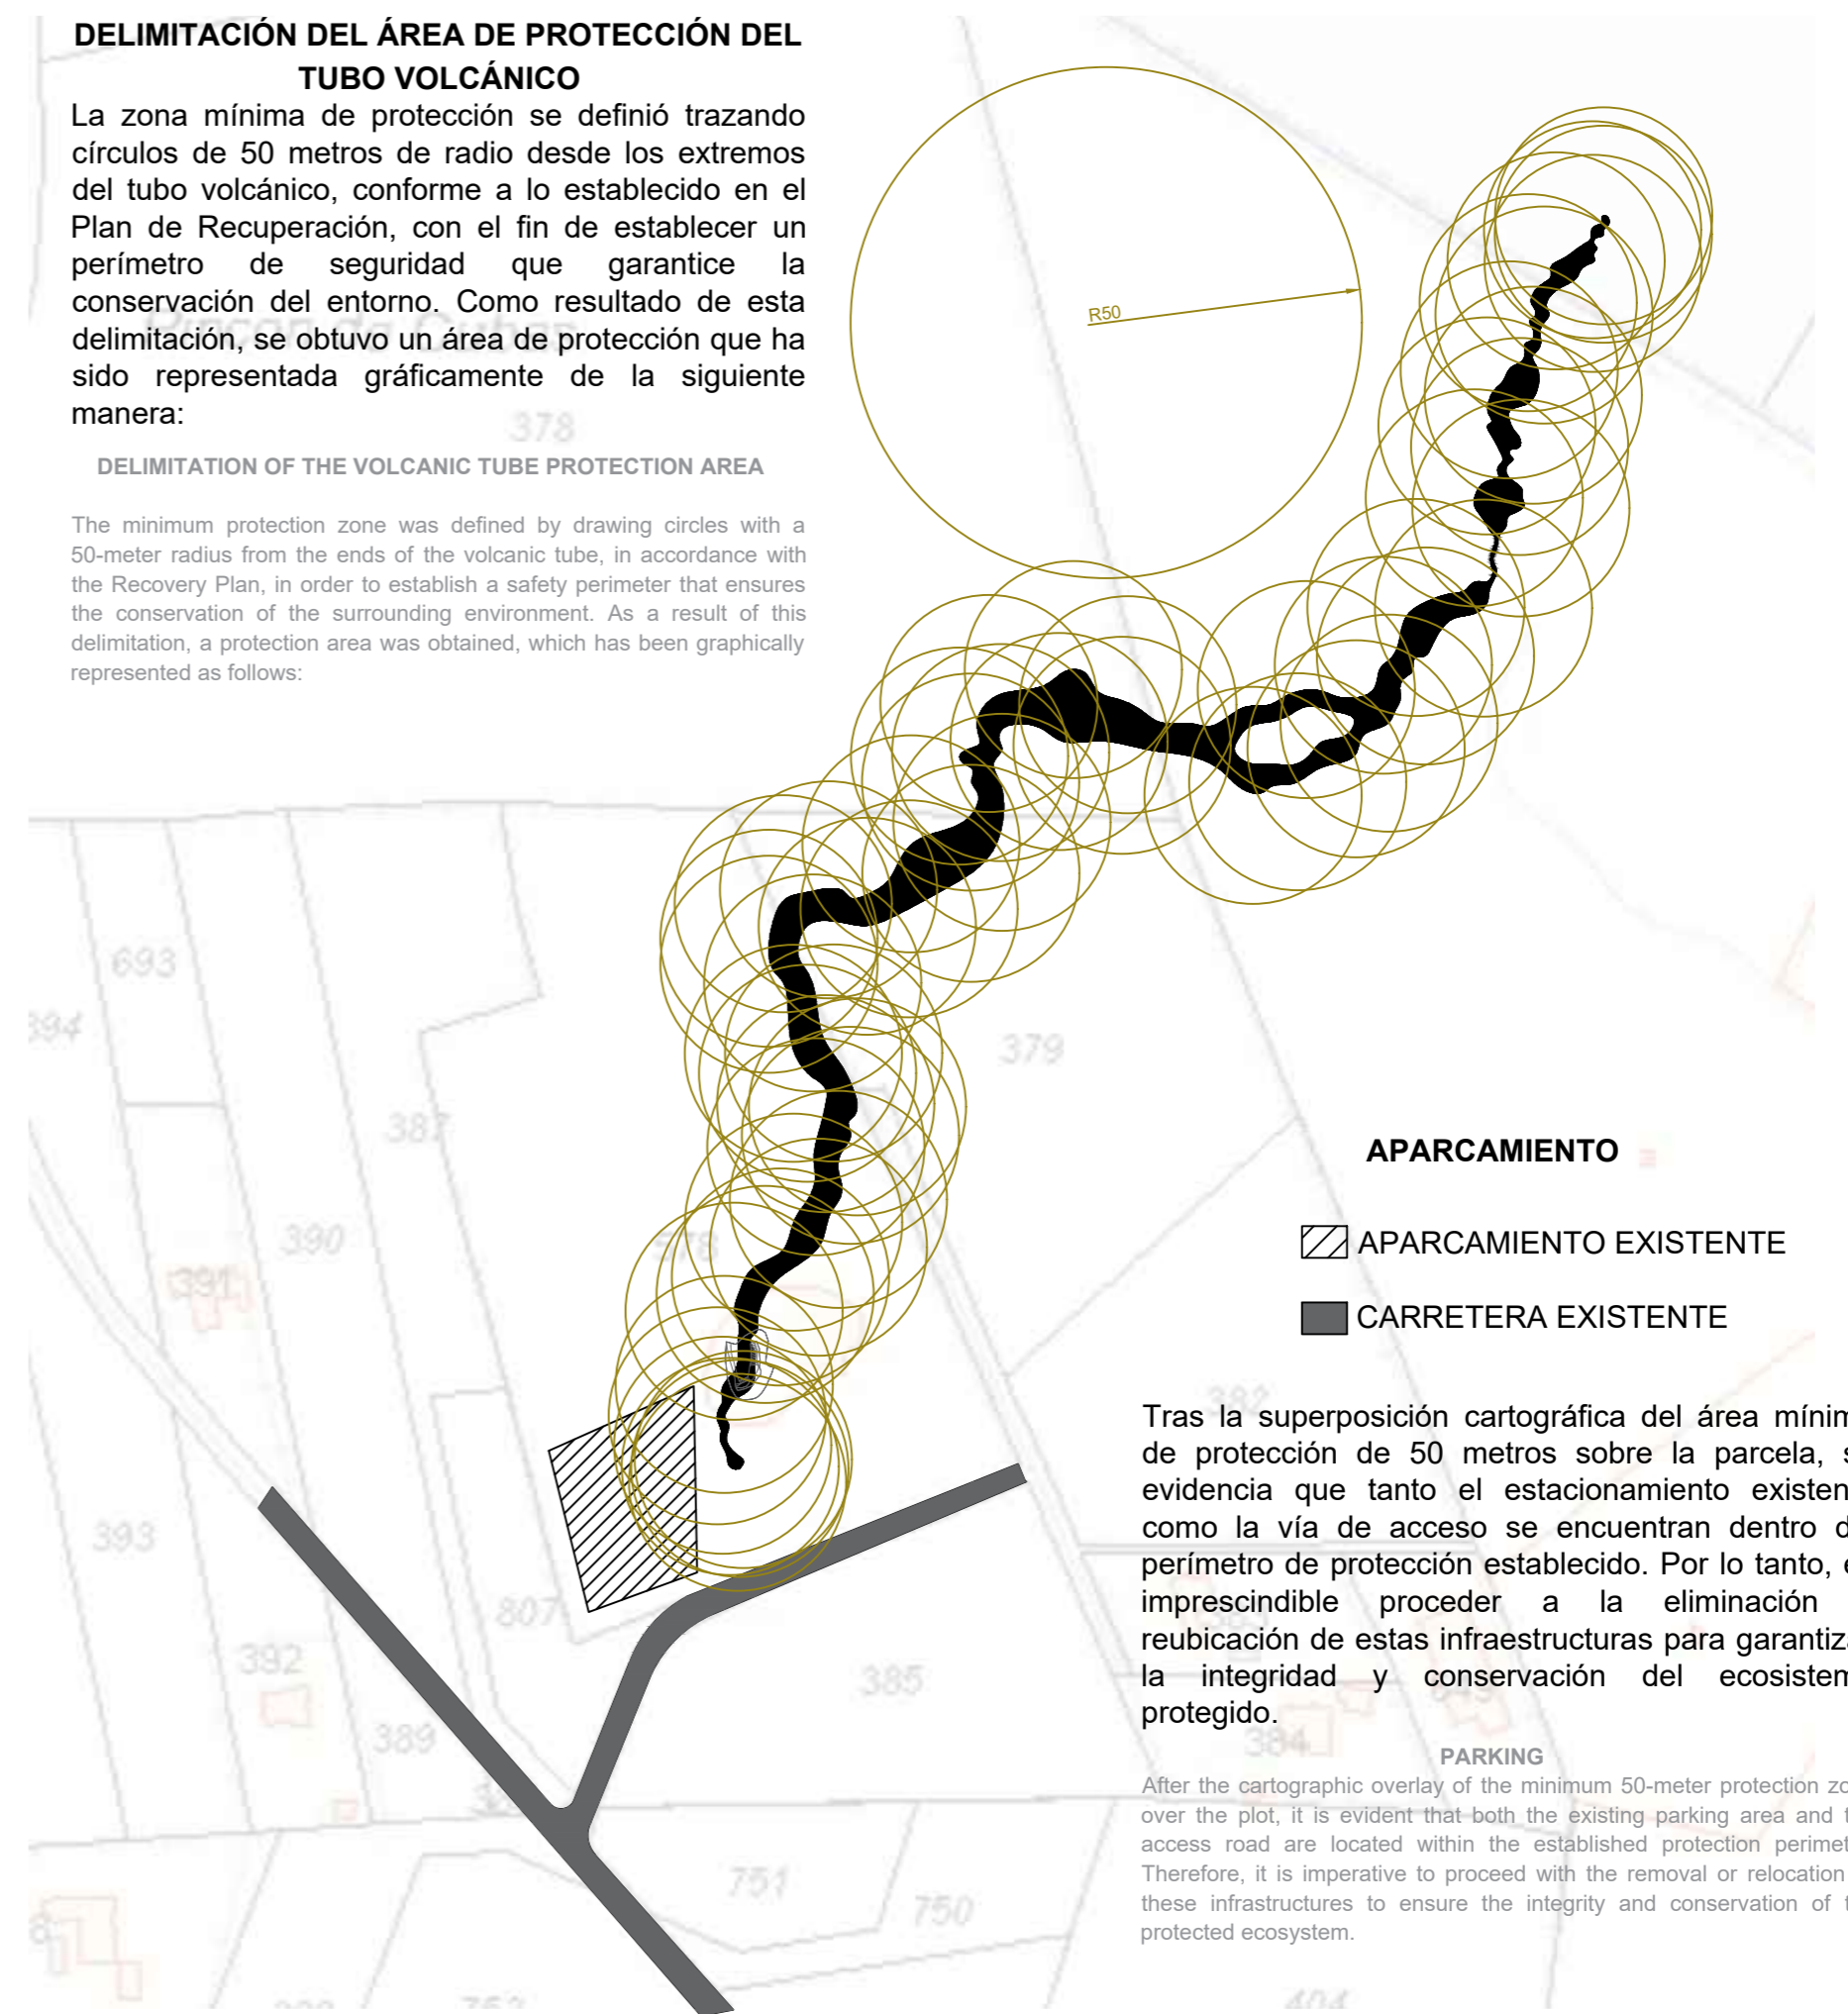 DELIMITACIÓN DEL ÁREA DE PROTECCIÓN DEL
TUBO VOLCÁNICO
La zona mínima de protección se definió trazando
círculos de 50 metros de radio desde los extremos
del tubo volcánico, conforme a lo establecido en el
Plan de Recuperación, con el fin de establecer un
perímetro de seguridad que garantice la
conservación del entorno. Como resultado de esta
delimitación, se obtuvo un área de protección que ha
sido representada gráficamente de la siguiente
manera:
378
DELIMITATION OF THE VOLCANIC TUBE PROTECTION AREA
The minimum protection zone was defined by drawing circles with a
50-meter radius from the ends of the volcanic tube, in accordance with
the Recovery Plan, in order to establish a safety perimeter that ensures
the conservation of the surrounding environment. As a result of this
delimitation, a protection area was obtained, which has been graphically
represented as follows:
R50
693
394
379
387
390
391
578
393
807
392
389
385
751
750
APARCAMIENTO
APARCAMIENTO EXISTENTE
CARRETERA EXISTENTE
382
Tras la superposición cartográfica del área mínim
de protección de 50 metros sobre la parcela, s
evidencia que tanto el estacionamiento existen
como la vía de acceso se encuentran dentro d
perímetro de protección establecido. Por lo tanto, e
imprescindible proceder a la eliminación
reubicación de estas infraestructuras para garantiza
la integridad y conservación del ecosistem
protegido.
384
PARKING
After the cartographic overlay of the minimum 50-meter protection zo
over the plot, it is evident that both the existing parking area and t
access road are located within the established protection perimet
Therefore, it is imperative to proceed with the removal or relocation
these infrastructures to ensure the integrity and conservation of t
protected ecosystem.